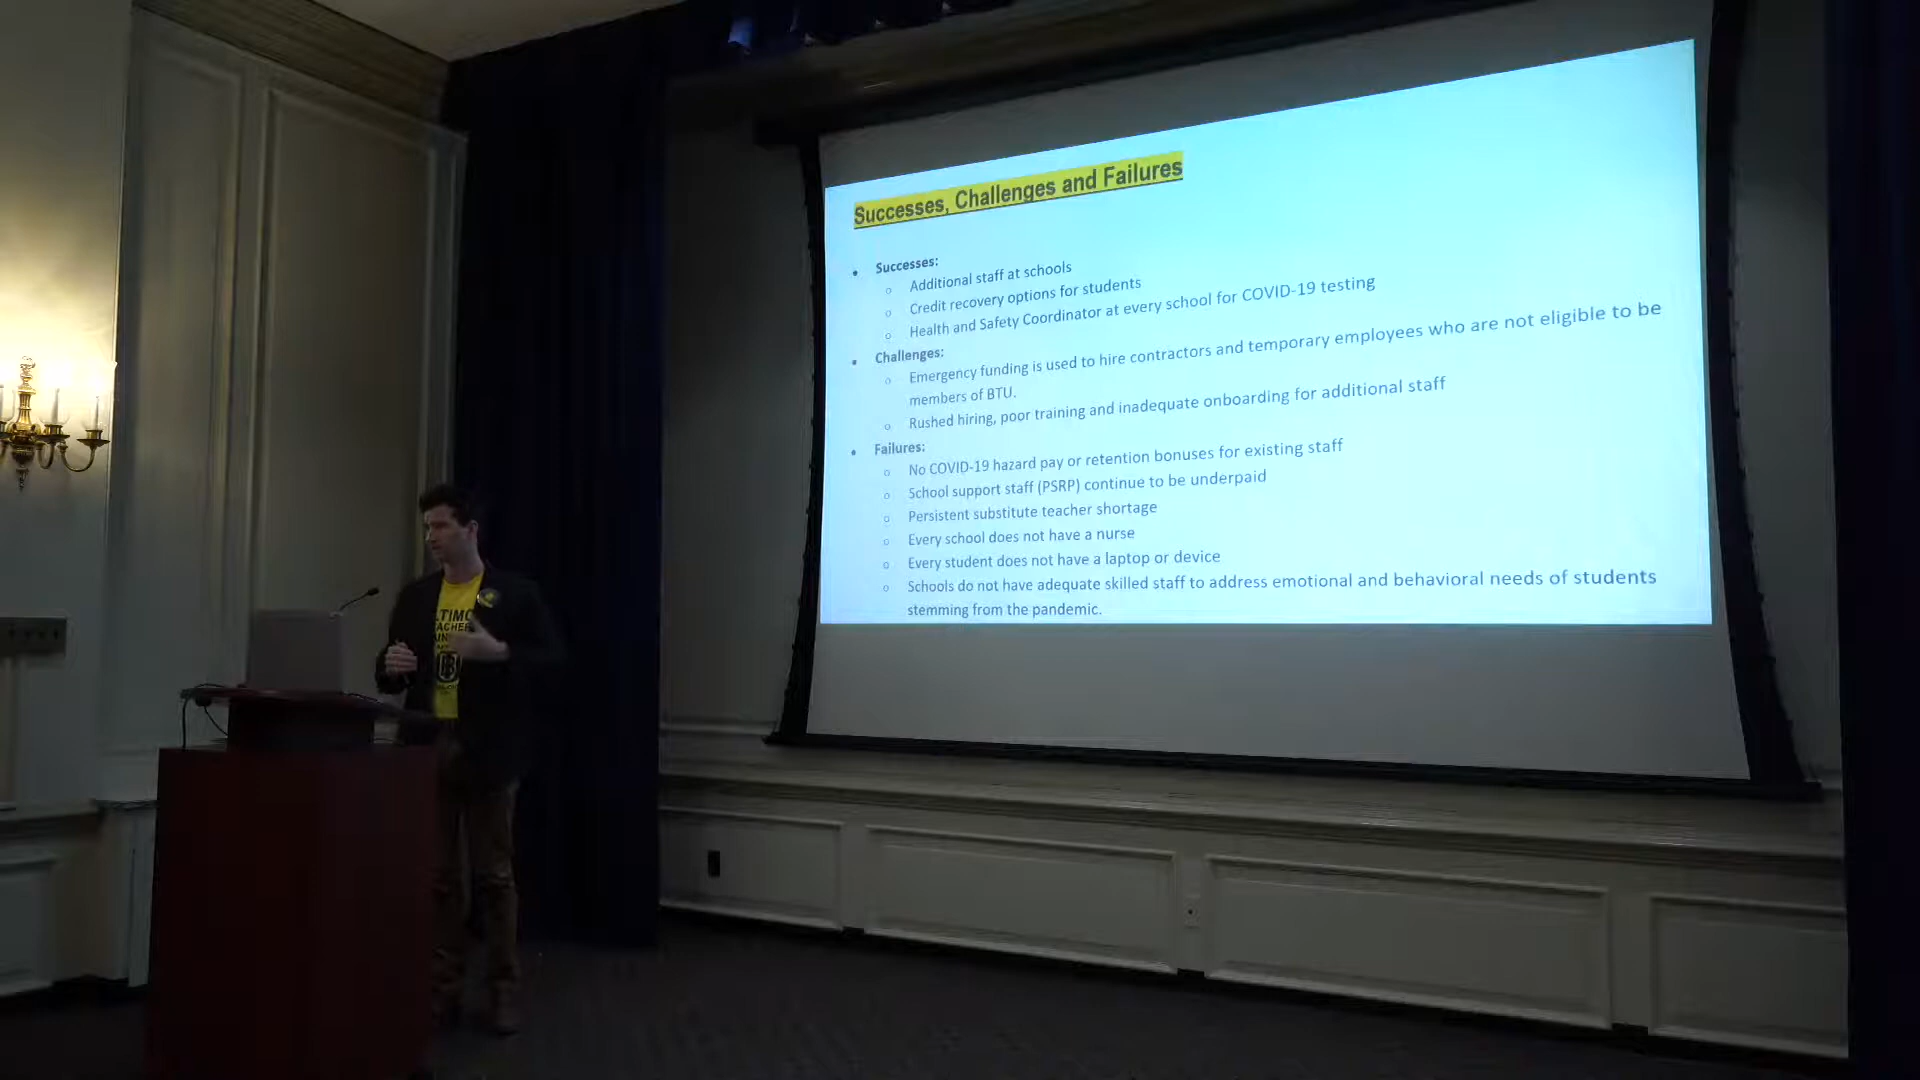 Successes, Challenges and Failures
Successes:
Additional staff at schools
Credit recovery options for students
Health and Safety Coordinator at every school for COVID-19 testing
Challenges:
Emergency funding is used to hire contractors and temporary employees who are not eligible to be
members of BTU.
Rushed hiring, poor training and inadequate onboarding for additional staff
Failures:
No COVID-19 hazard pay or retention bonuses for existing staff
School support staff (PSRP) continue to be underpaid
Persistent substitute teacher shortage
Every school does not have a nurse
Every student does not have a laptop or device
Schools do not have adequate skilled staff to address emotional and behavioral needs of students
stemming from the pandemic.
LTIMO
ACHER